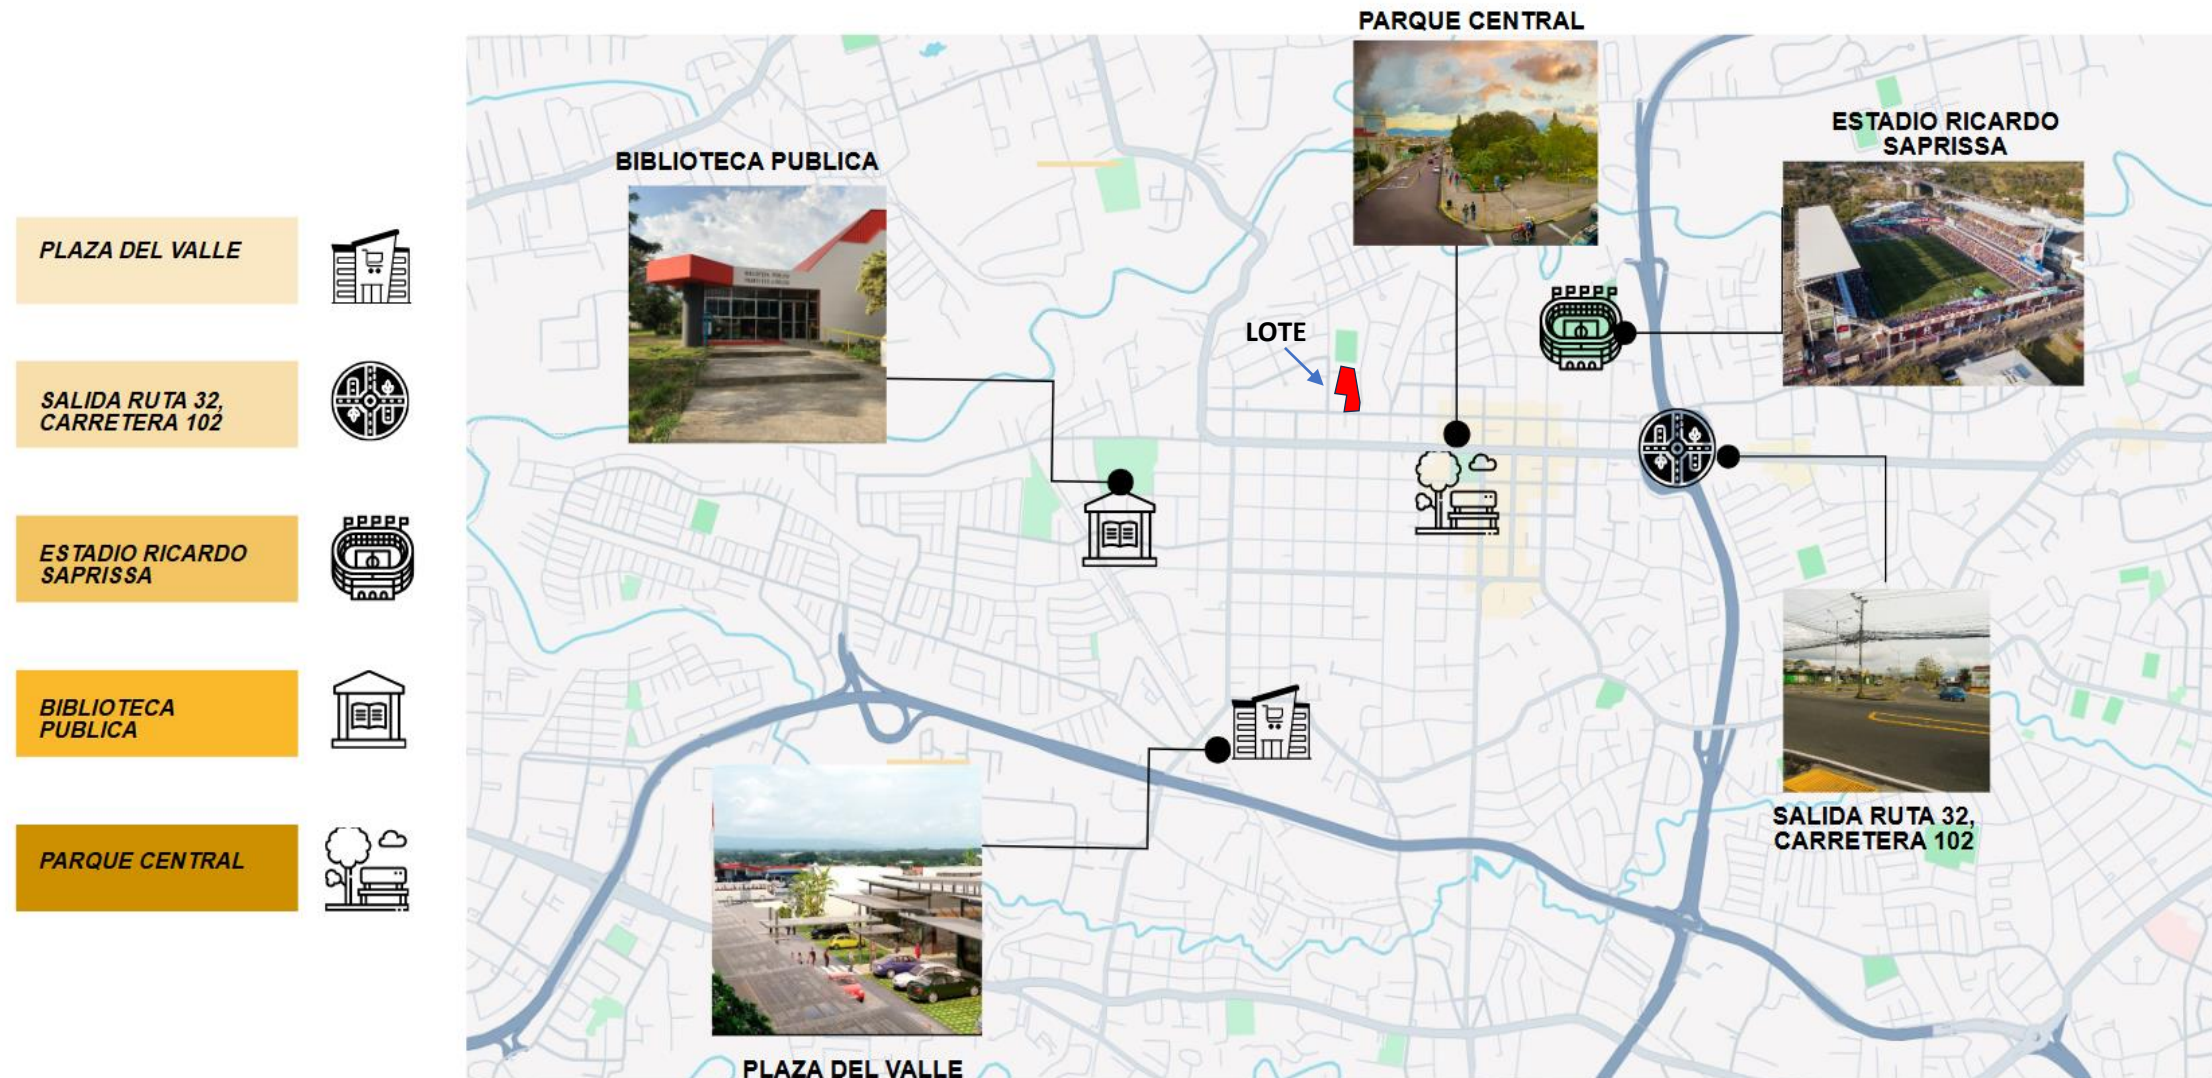 PLAZA DEL VALLE
SALIDA RUTA 32,
CARRETERA 102
ESTADIO RICARDO
SAPRISSA
BIBLIOTECA
PUBLICA
PARQUE CENTRAL
BIBLIOTECA PUBLICA
PARQUE CENTRAL
ESTADIO RICARDO
SAPRISSA
LOTE
SALIDA RUTA 32,
CARRETERA 102
PLAZA DEL VALLE